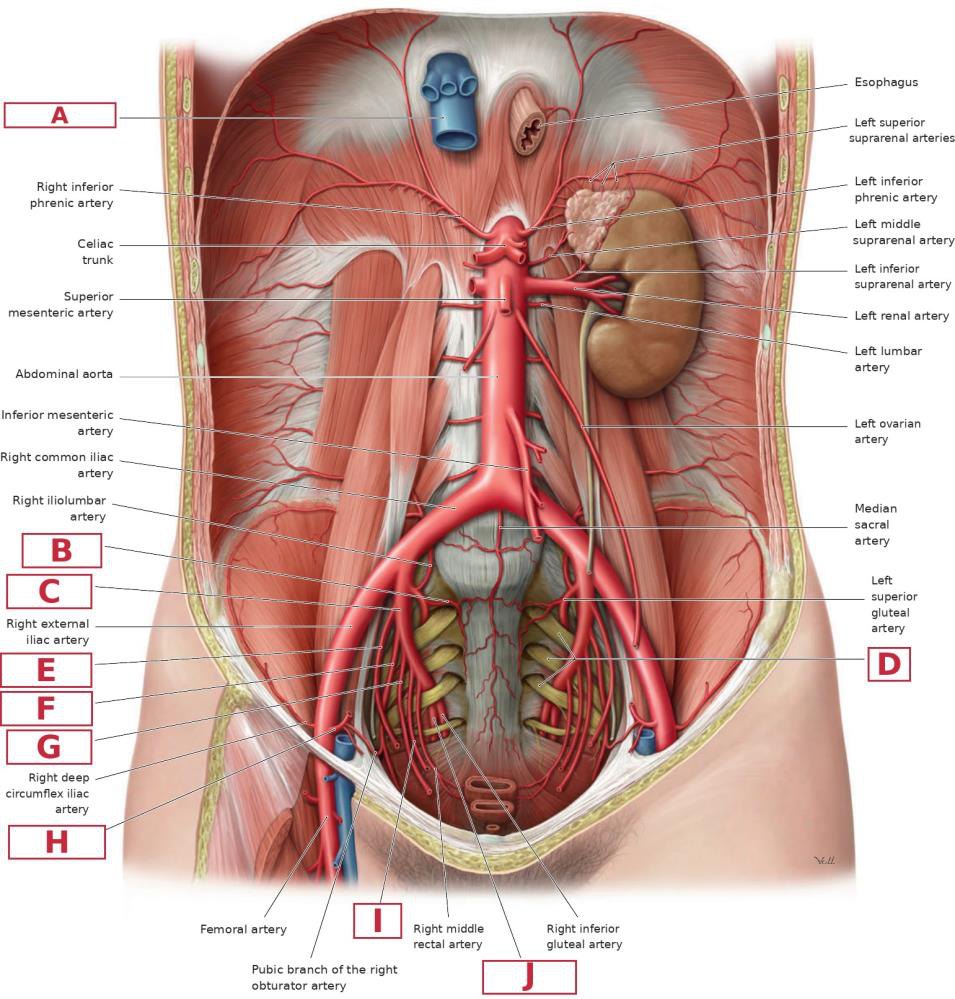 A
Right inferior
phrenic artery
Celiac
trunk
Superior
mesenteric artery
Abdominal aorta
Inferior mesenteric
artery
Right common iliac
artery
Right iliolumbar
artery
B
C
Right external
iliac artery
E
F
G
Right deep
circumflex iliac
artery
H
Esophagus
Left superior
suprarenal arteries
Left inferior
phrenic artery
Left middle
suprarenal artery
Left inferior
suprarenal artery
Left renal artery
Left lumbar
artery
Left ovarian
artery
Median
sacral
artery
Left
superior
gluteal
artery
D
Femoral artery
Pubic branch of the right
obturator artery
I
Right middle
rectal artery
J
Right inferior
gluteal artery